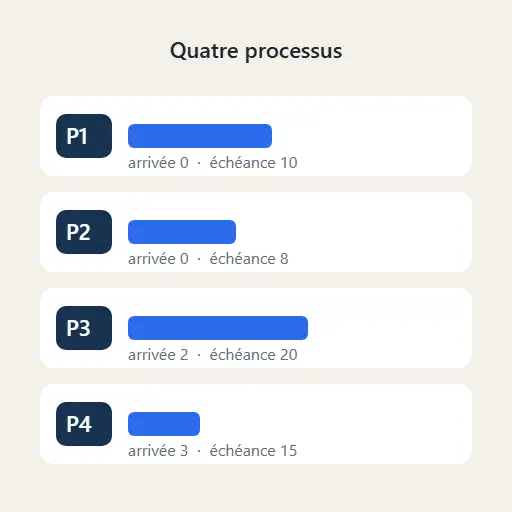 Quatre processus
P1
arrivée 0 · échéance 10
P2
arrivée 0 · échéance 8
P3
arrivée 2 · échéance 20
P4
arrivée 3 · échéance 15